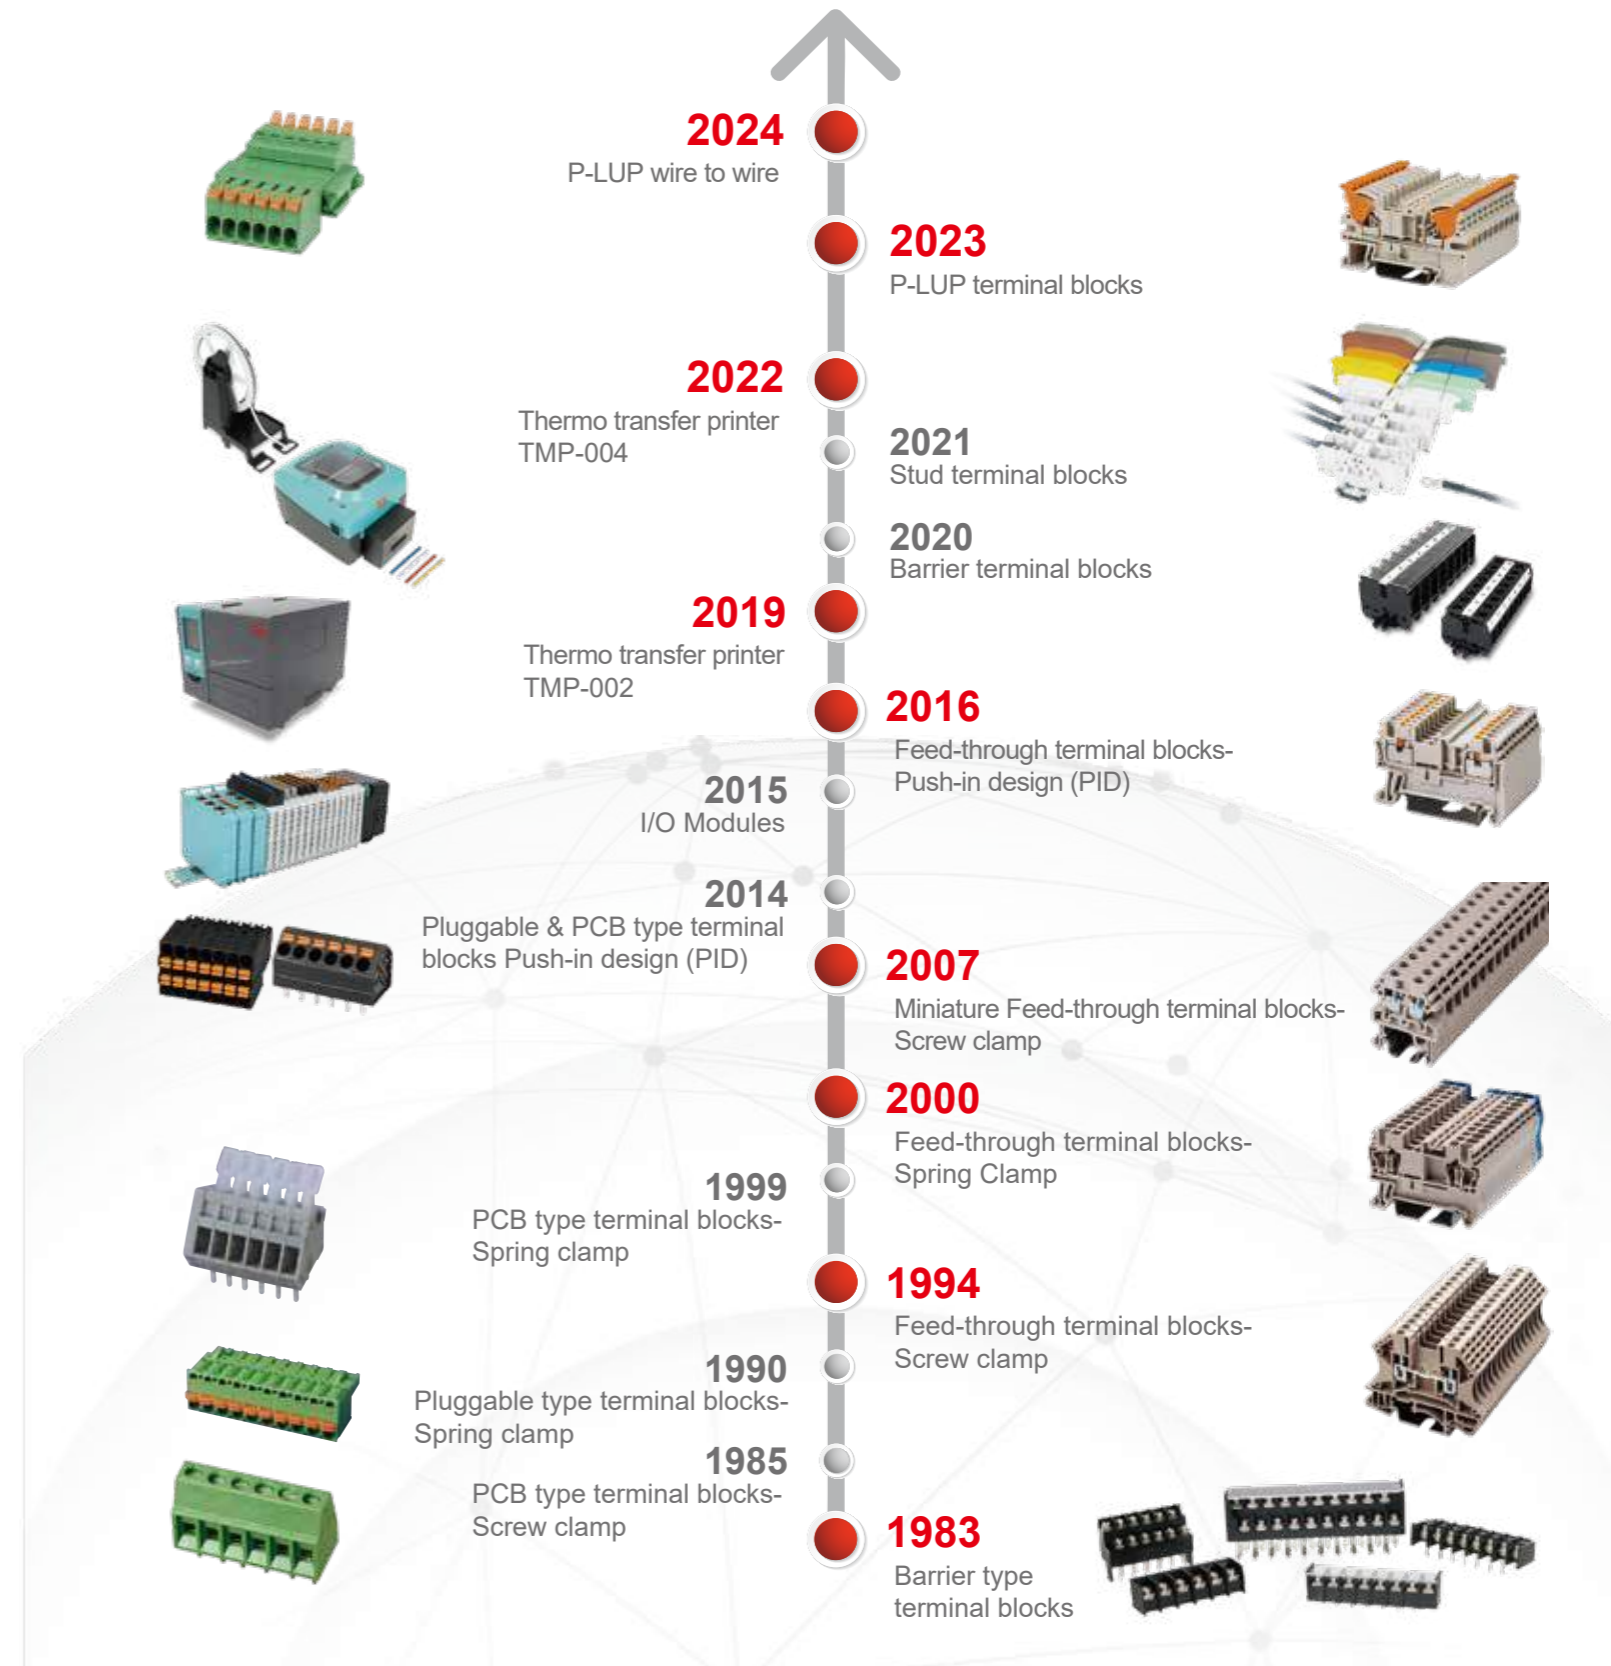 2024
P-LUP wire to wire
2023
P-LUP terminal blocks
2022
Thermo transfer printer
TMP-004
2021
Stud terminal blocks
2020
Barrier terminal blocks
2019
Thermo transfer printer
TMP-002
2016
Feed-through terminal blocks-
Push-in design (PID)
2015
I/O Modules
2014
Pluggable & PCB type terminal
blocks Push-in design (PID)
2007
Miniature Feed-through terminal blocks-
Screw clamp
2000
Feed-through terminal blocks-
Spring Clamp
1999
PCB type terminal blocks-
Spring clamp
1994
Feed-through terminal blocks-
Screw clamp
1990
Pluggable type terminal blocks-
Spring clamp
1985
PCB type terminal blocks-
Screw clamp
1983
Barrier type
terminal blocks